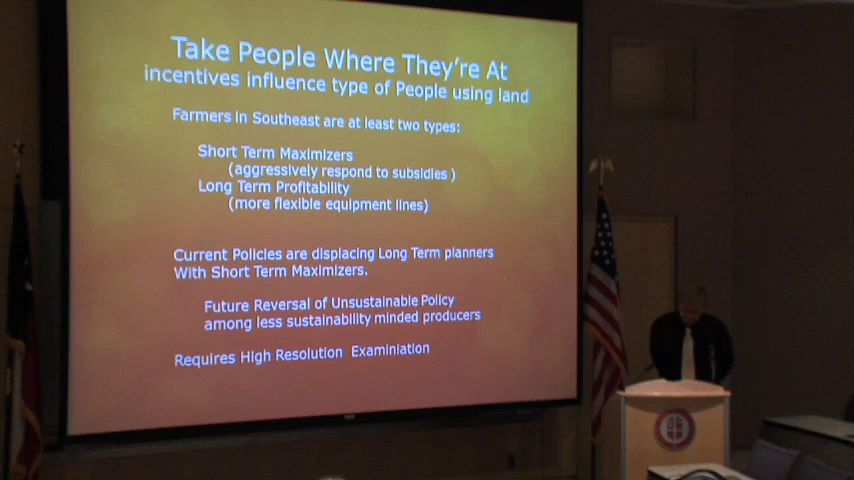 Take People Where They're At
incentives influence type of People using land
Farmers in Southeast are at least two types:
Short Term Maximizers
(aggressively respond to subsidies )
Long Term Profitability
(more flexible equipment lines)
Current Policies are displacing Long Term planners
With Short Term Maximizers.
Future Reversal of Unsustainable Policy
among less sustainability minded producers
Requires High Resolution Examiniation